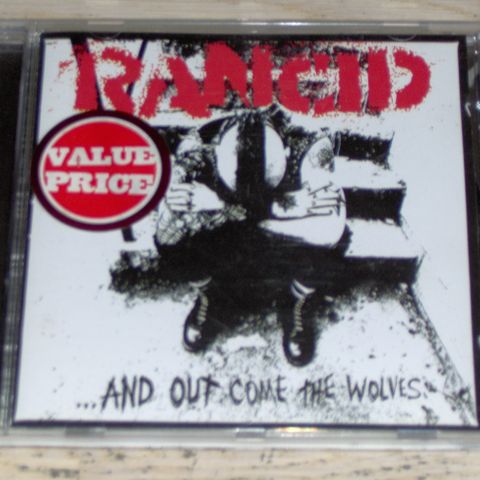 RANCID
VALUE
PRICE
...AND OUT COME THE WOLVES